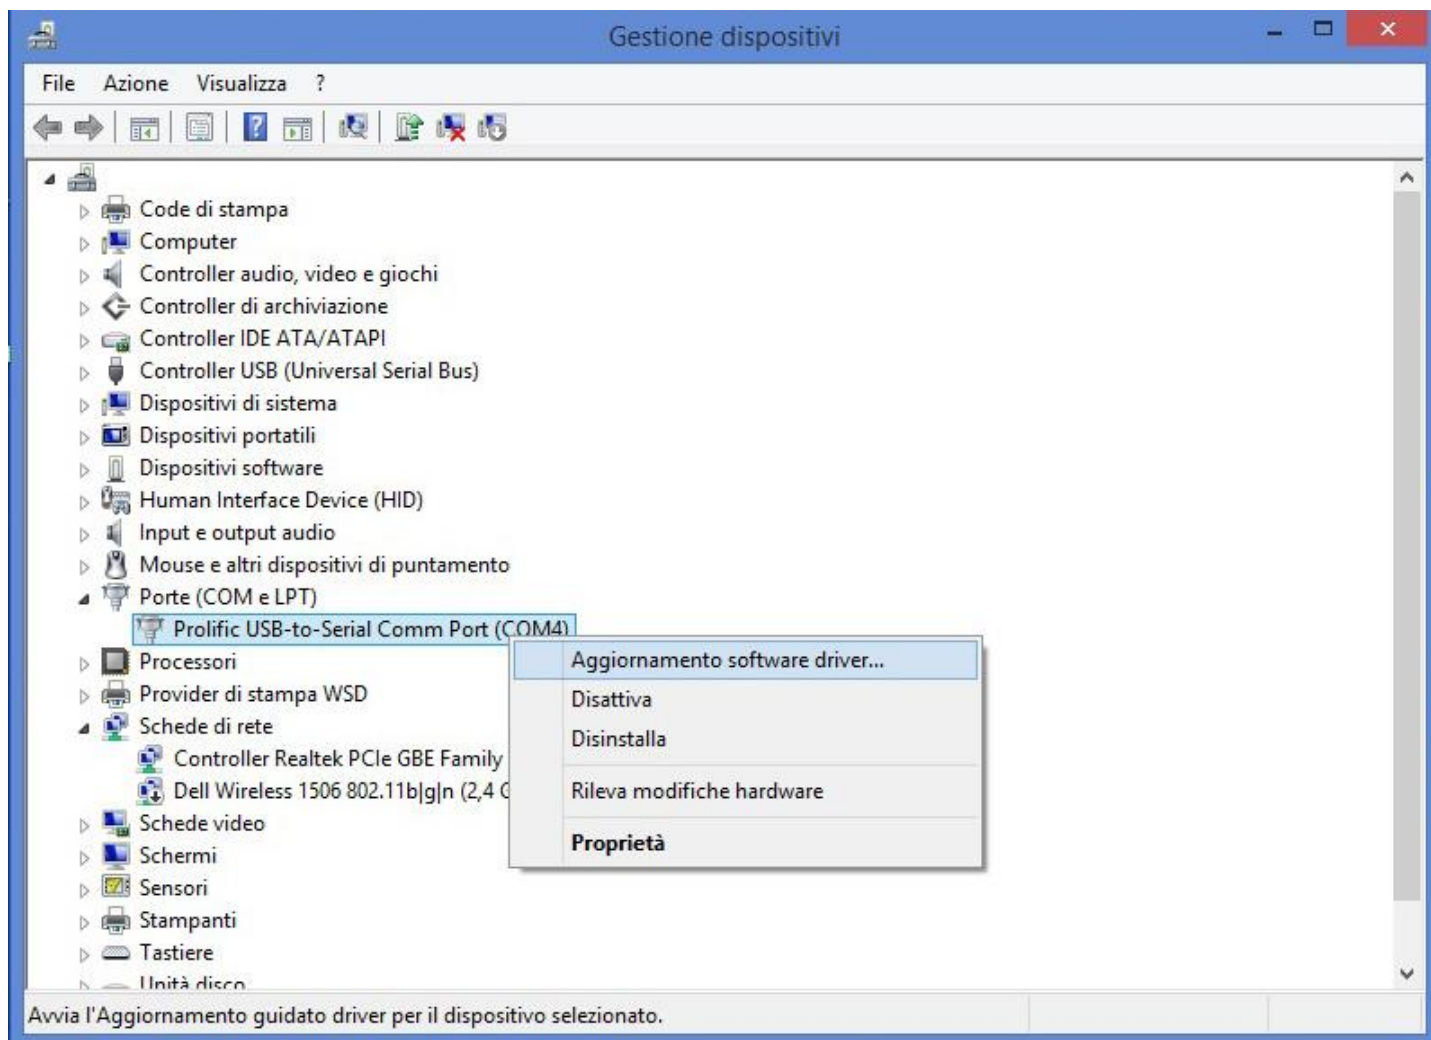 Gestione dispositivi
File Azione Visualizza ?
Code di stampa
Computer
Controller audio, video e giochi
Controller di archiviazione
Controller IDE ATA/ATAPI
Controller USB (Universal Serial Bus)
Dispositivi di sistema
Dispositivi portatili
Dispositivi software
Human Interface Device (HID)
Input e output audio
Mouse e altri dispositivi di puntamento
Porte (COM e LPT)
Prolific USB-to-Serial Comm Port (COM4)
Processori
Aggiornamento software driver...
Provider di stampa WSD
Disattiva
Schede di rete
Disinstalla
Controller Realtek PCIe GBE Family
Dell Wireless 1506 802.11b|g|n (2,4 G
Rileva modifiche hardware
Schede video
Proprietà
Schermi
Sensori
Stampanti
Tastiere
Unità disco
Avvia l'Aggiornamento guidato driver per il dispositivo selezionato.